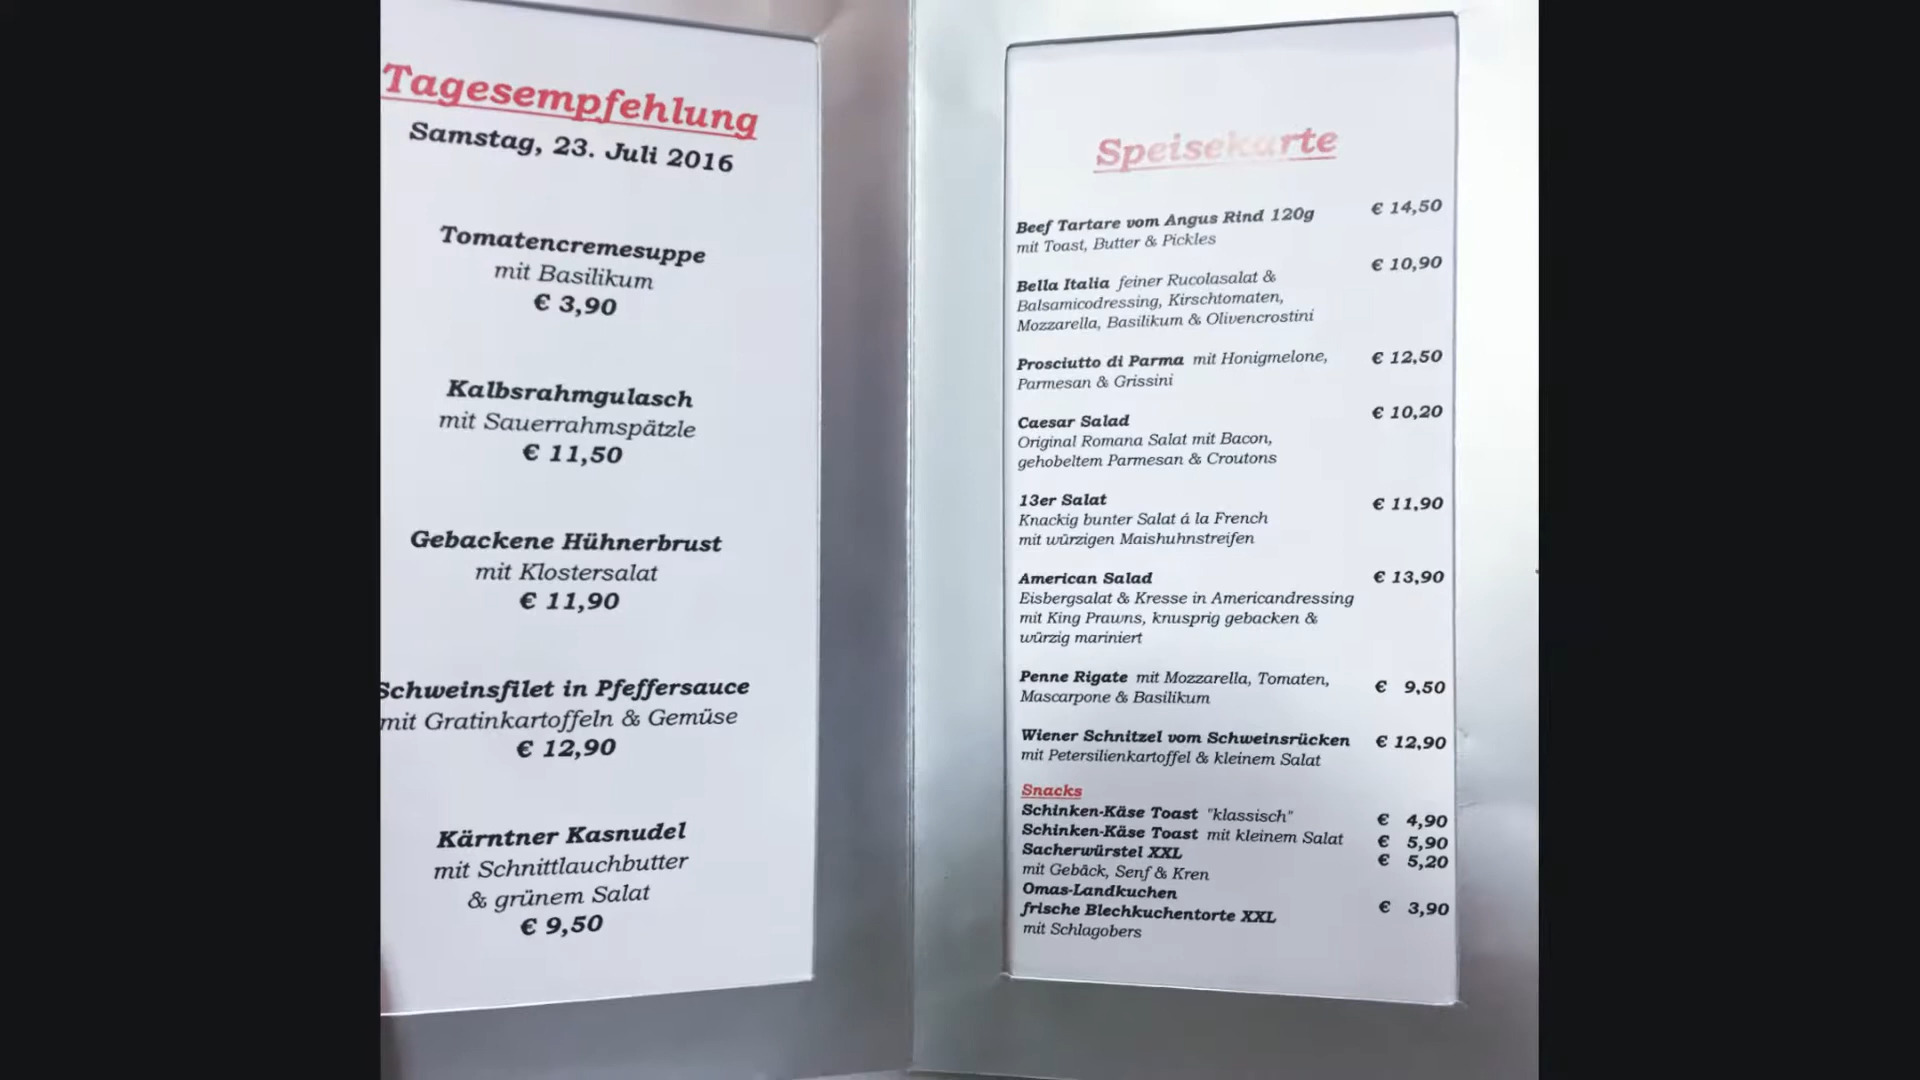 Tagesempfehlung
Samstag, 23. Juli 2016
Tomatencremesuppe
mit Basilikum
€ 3,90
Kalbsrahmgulasch
mit Sauerrahmspätzle
€ 11,50
Gebackene Hühnerbrust
mit Klostersalat
€ 11,90
Schweinsfilet in Pfeffersauce
mit Gratinkartoffeln & Gemüse
€ 12,90
Kärntner Kasnudel
mit Schnittlauchbutter
& grünem Salat
€ 9,50
Speisekarte
Beef Tartare vom Angus Rind 120g € 14,50
mit Toast, Butter & Pickles
Bella Italia feiner Rucolasalat & € 10,90
Balsamicodressing, Kirschtomaten,
Mozzarella, Basilikum & Olivencrostini
Prosciutto di Parma mit Honigmelone, € 12,50
Parmesan & Grissini
Caesar Salad € 10,20
Original Romana Salat mit Bacon,
gehobeltem Parmesan & Croutons
13er Salat € 11,90
Knackig bunter Salat á la French
mit würzigen Maishuhnstreifen
American Salad € 13,90
Eisbergsalat & Kresse in Americandressing
mit King Prawns, knusprig gebacken &
würzig mariniert
Penne Rigate mit Mozzarella, Tomaten, € 9,50
Mascarpone & Basilikum
Wiener Schnitzel vom Schweinsrücken € 12,90
mit Petersilienkartoffel & kleinem Salat
Snacks
Schinken-Käse Toast "klassisch" € 4,90
Schinken-Käse Toast mit kleinem Salat € 5,90
Sacherwürstel XXL € 5,20
mit Gebäck, Senf & Kren
Omas-Landkuchen
frische Blechkuchentorte XXL € 3,90
mit Schlagobers